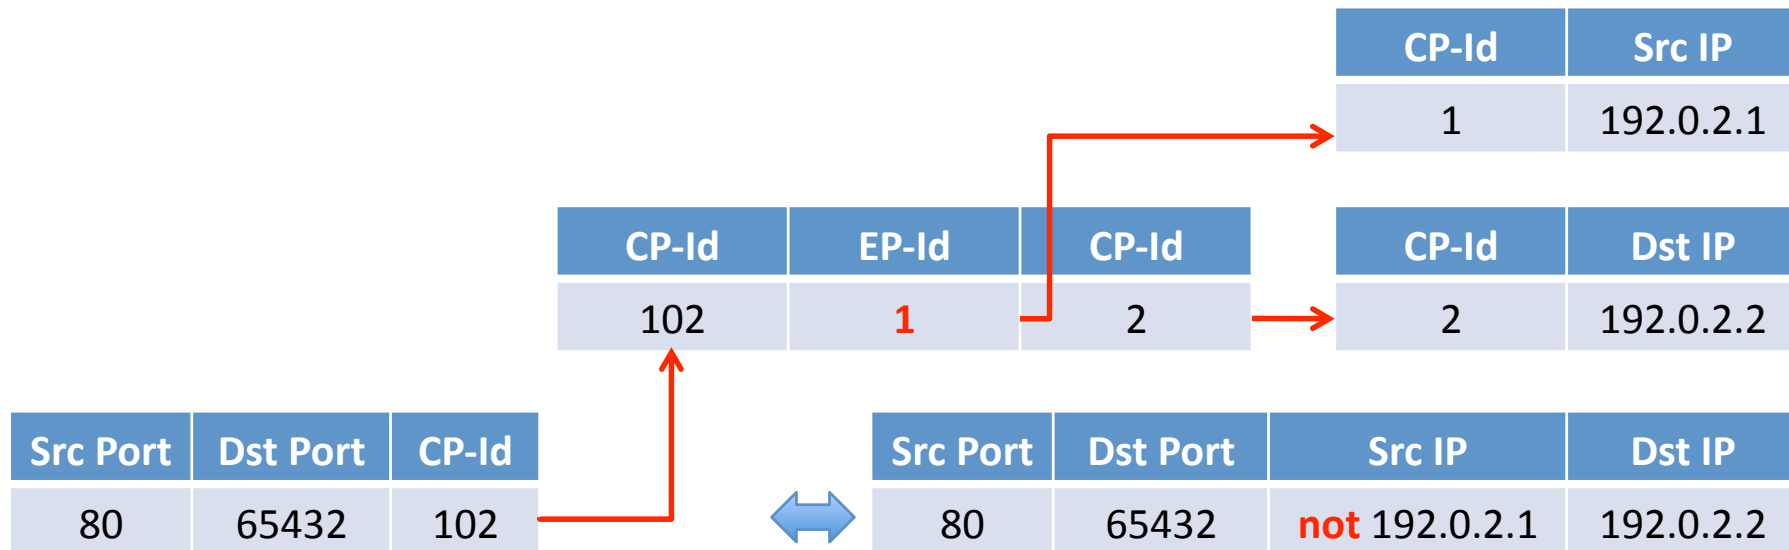 CP-Id Src IP
1 192.0.2.1
CP-Id EP-Id CP-Id
102 1 2
CP-Id Dst IP
2 192.0.2.2
Src Port Dst Port CP-Id
80 65432 102
Src Port Dst Port Src IP Dst IP
80 65432 not 192.0.2.1 192.0.2.2